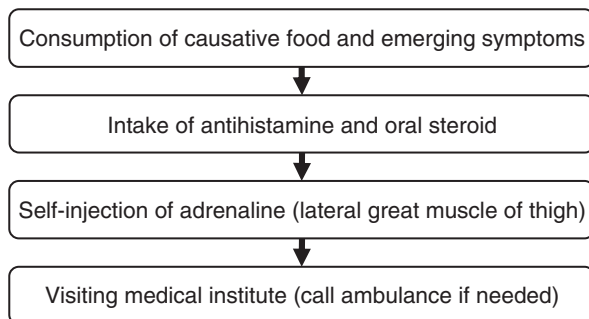 Consumption of causative food and emerging symptoms
Intake of antihistamine and oral steroid
Self-injection of adrenaline (lateral great muscle of thigh)
Visiting medical institute (call ambulance if needed)